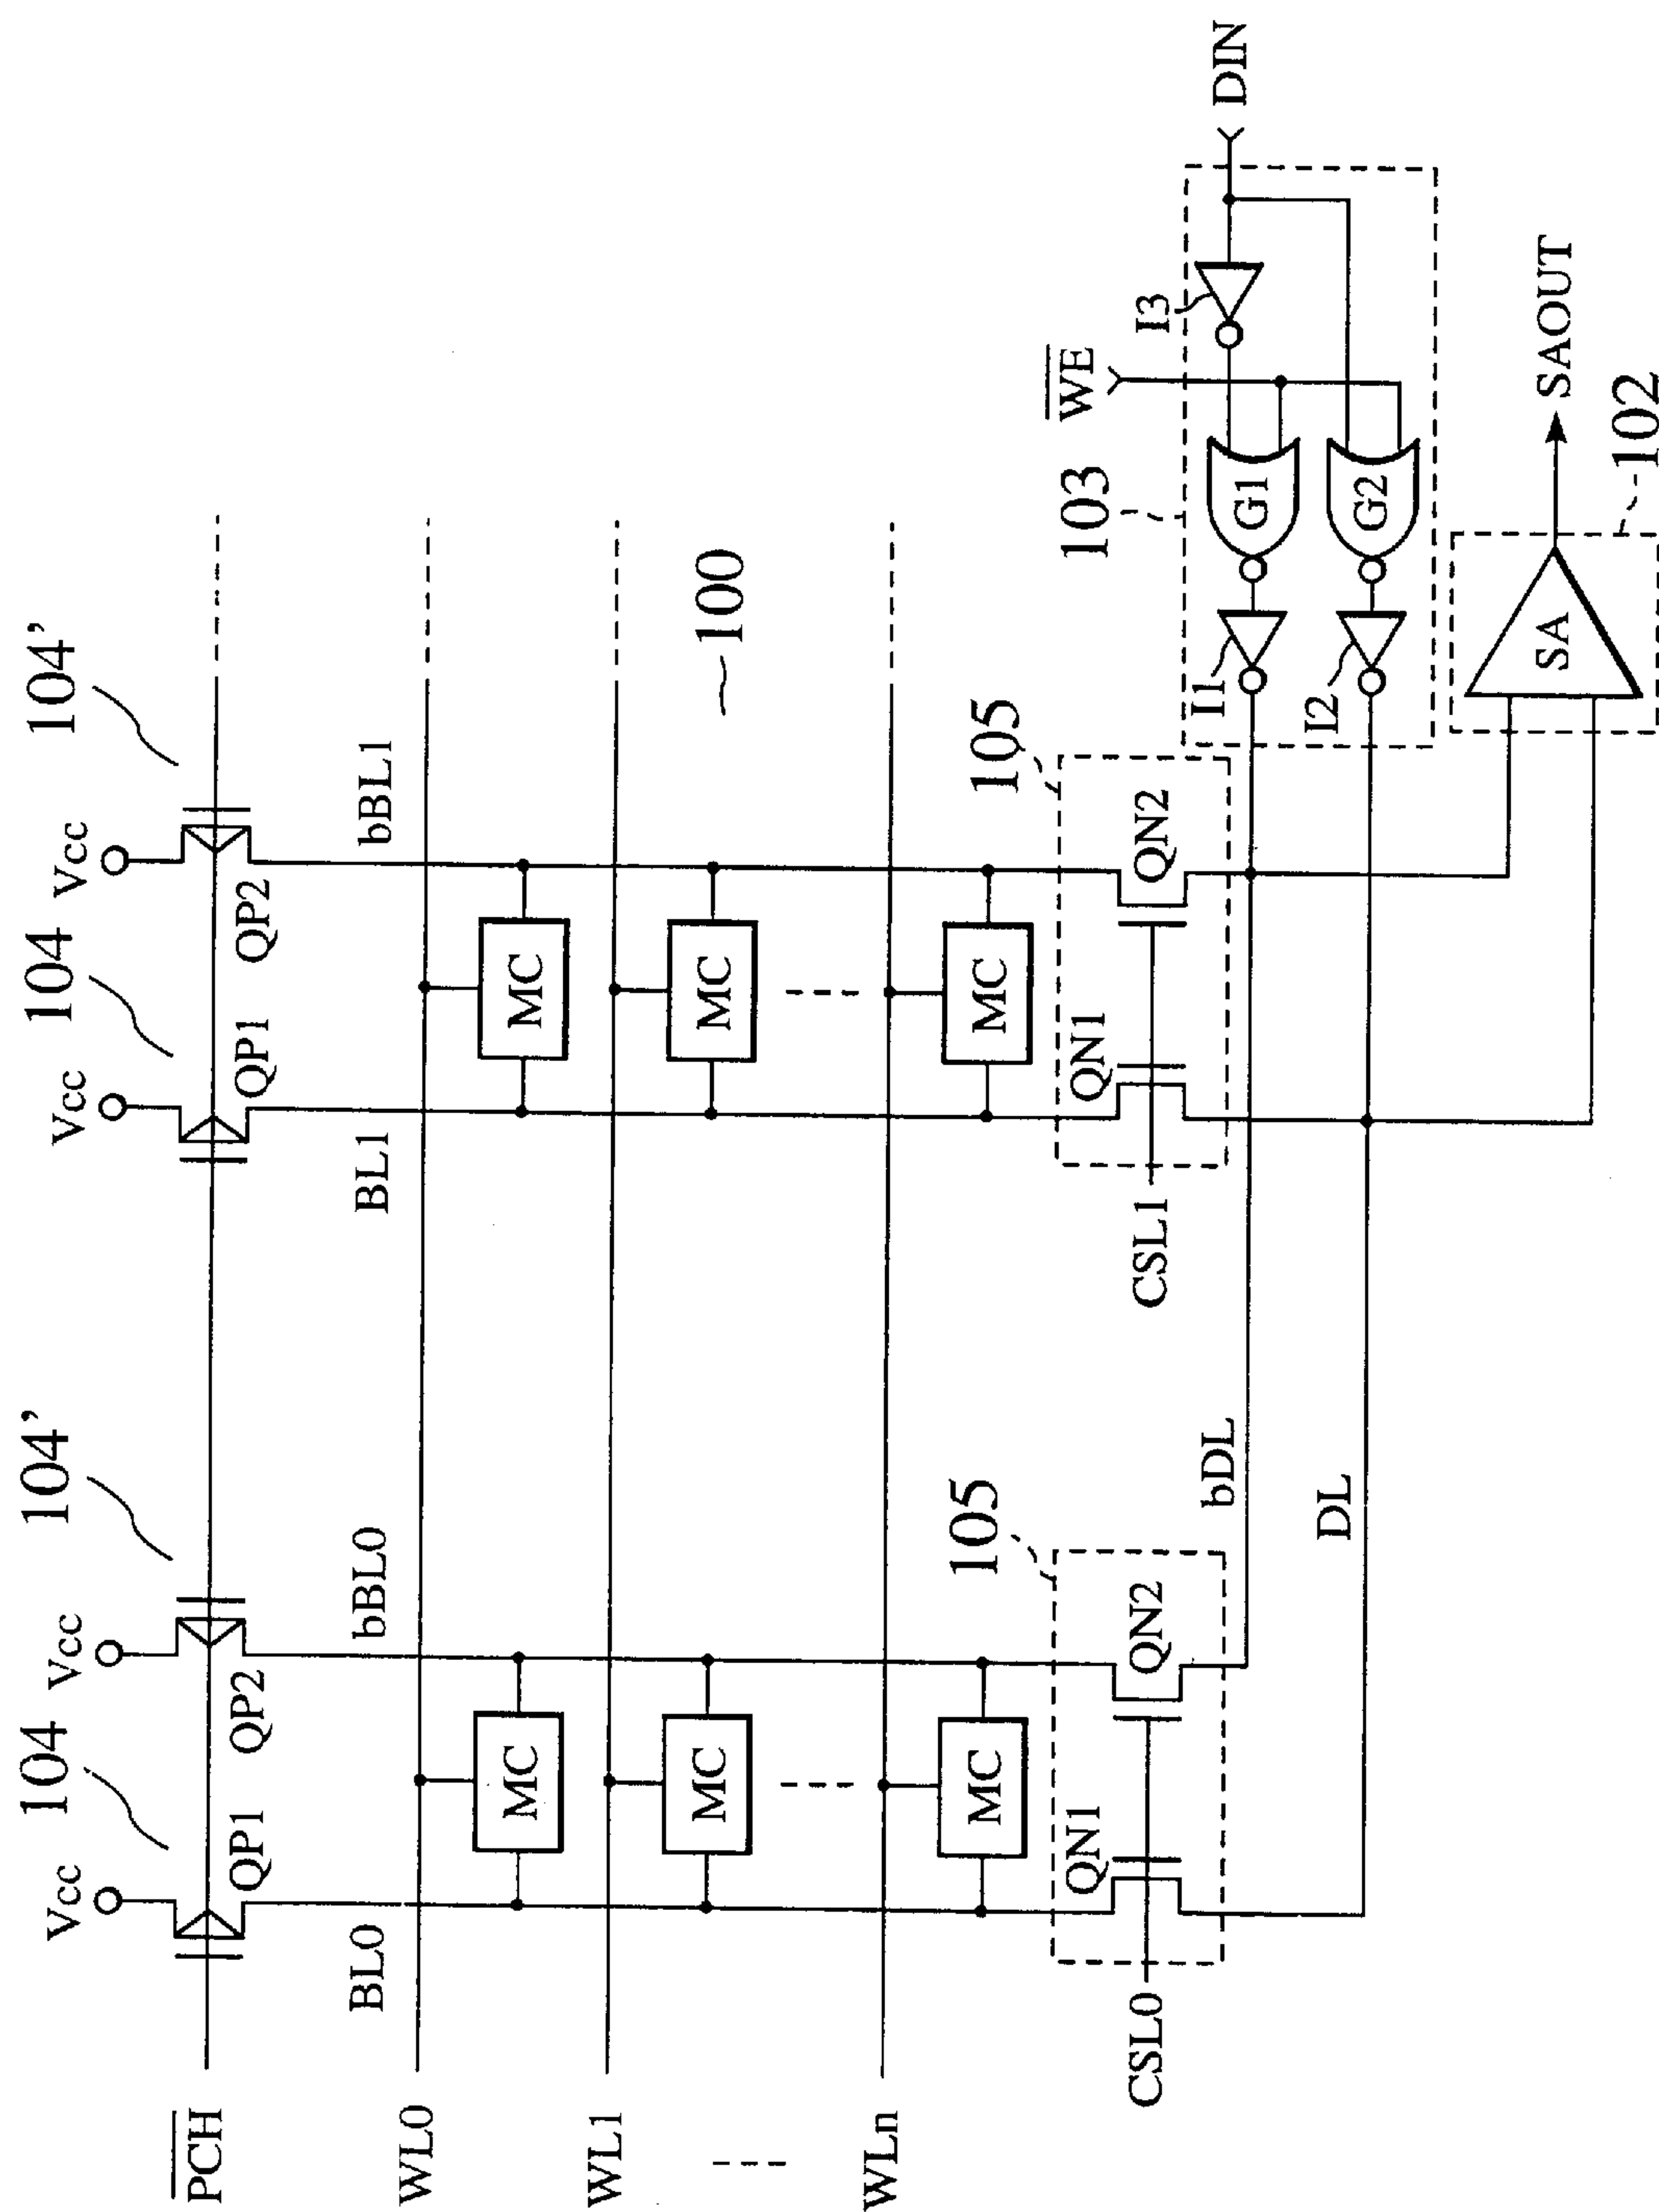 104 104' 104 104'
Vcc Vcc Vcc Vcc
PCH
QP1 QP2 QP1 QP2
BL0 bBL0 BL1 bBL1
WL0
MC MC
WL1
MC MC
100
WLn
MC MC
105 105
QN1 QN2 QN1 QN2
CSL0 CSL1
103
WE
I3
DIN
bDL
I1 G1
DL
I2 G2
SA
SAOUT
102